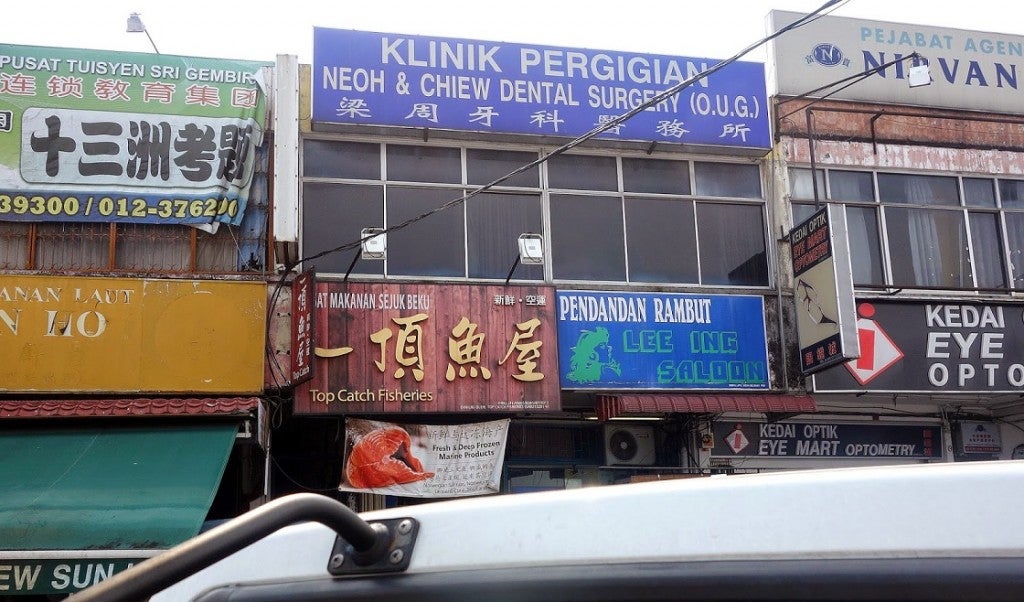 PUSAT TUISYEN SRI GEMBIR
连锁教育集团
十三洲考题
39300 / 012-376200
ANAN LAUT
N HO
EW SUN
KLINIK PERGIGIAN
NEOH & CHIEW DENTAL SURGERY (O.U.G.)
梁周牙科醫務所
AT MAKANAN SEJUK BEKU
新鮮·空運
一頂魚屋
Top Catch Fisheries
Fresh & Deep Frozen
Marine Products
PENDANDAN RAMBUT
LEE ING
SALOON
PEJABAT AGEN
NIRVAN
KEDAI OPTIK
EYE MART
OPTOMETRY
KEDAI
EYE
OPTO
KEDAI OPTIK
EYE MART OPTOMETRY